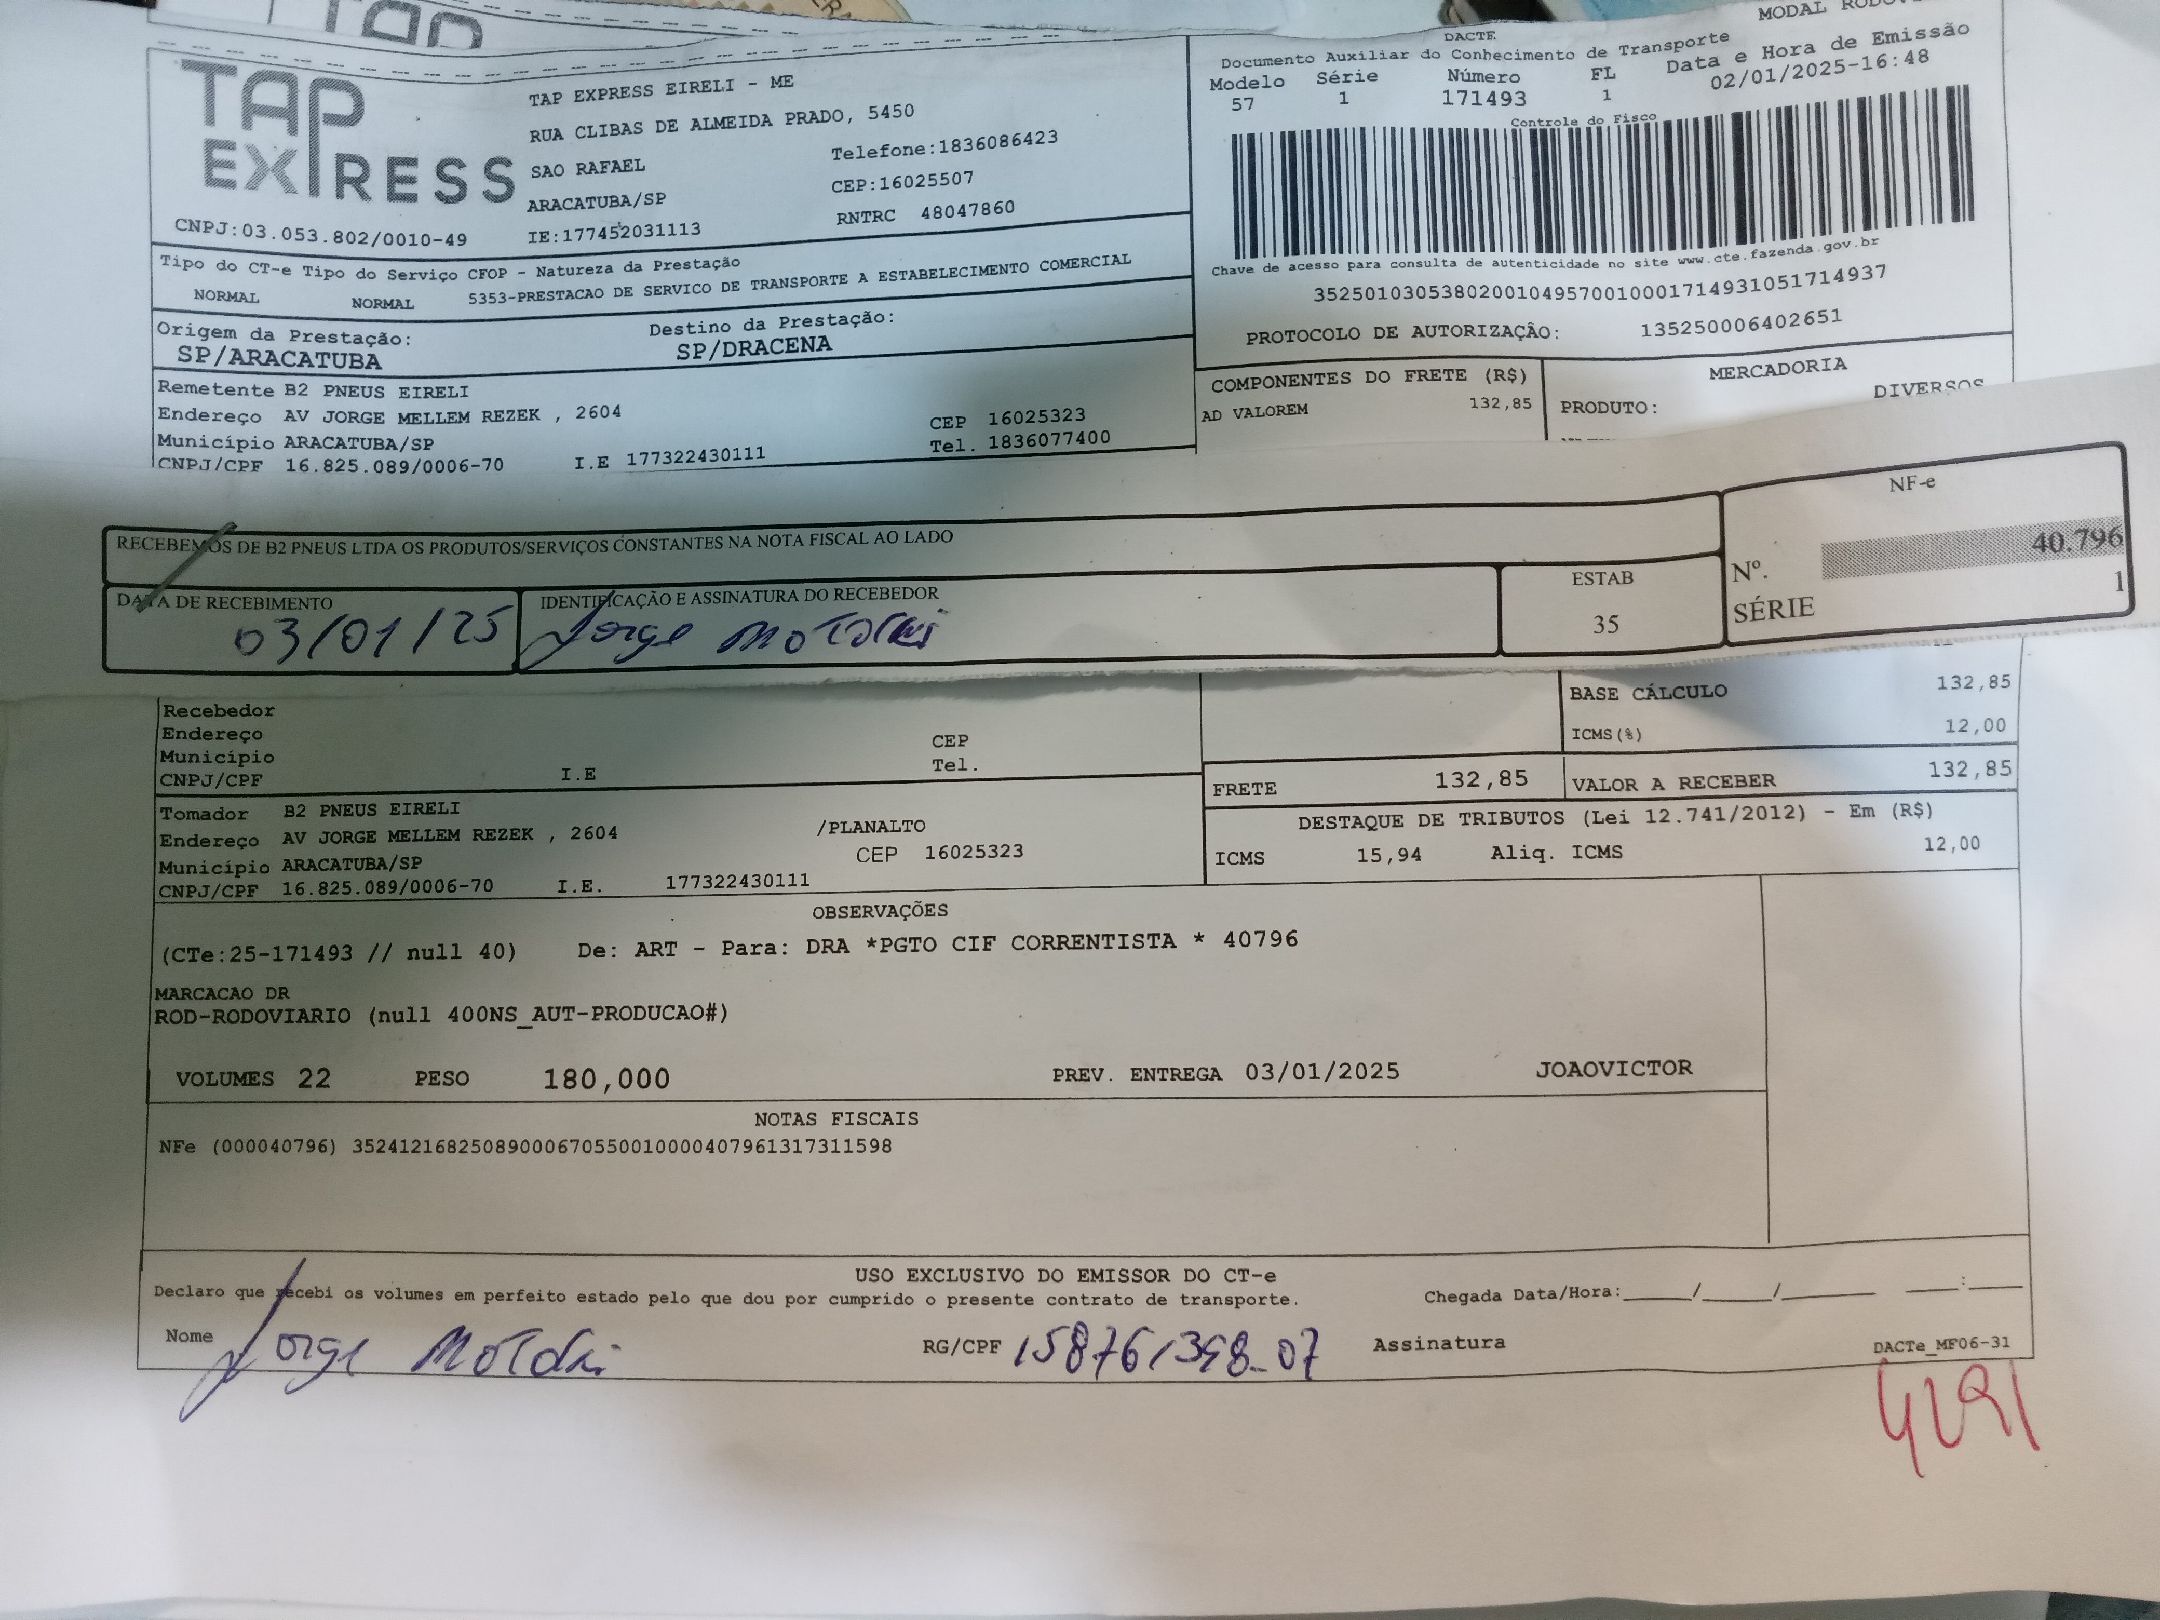 TAP EXPRESS
TAP EXPRESS EIRELI - ME
RUA CLIBAS DE ALMEIDA PRADO, 5450
SAO RAFAEL Telefone:1836086423
ARACATUBA/SP CEP:16025507
CNPJ:03.053.802/0010-49 IE:177452031113 RNTRC 48047860
MODAL
DACTE
Documento Auxiliar do Conhecimento de Transporte
Modelo Série Número FL Data e Hora de Emissão
57 1 171493 1 02/01/2025-16:48
Controle do Fisco
Chave de acesso para consulta de autenticidade no site www.cte.fazenda.gov.br
35250103053802001049570010001714931051714937
PROTOCOLO DE AUTORIZAÇÃO: 135250006402651
Tipo do CT-e Tipo do Serviço CFOP - Natureza da Prestação
NORMAL NORMAL 5353-PRESTACAO DE SERVICO DE TRANSPORTE A ESTABELECIMENTO COMERCIAL
Origem da Prestação: Destino da Prestação:
SP/ARACATUBA SP/DRACENA
Remetente B2 PNEUS EIRELI
Endereço AV JORGE MELLEM REZEK , 2604 CEP 16025323
Município ARACATUBA/SP Tel. 1836077400
CNPJ/CPF 16.825.089/0006-70 I.E 177322430111
COMPONENTES DO FRETE (R$) MERCADORIA
AD VALOREM 132,85 PRODUTO: DIVERSOS
RECEBEMOS DE B2 PNEUS LTDA OS PRODUTOS/SERVIÇOS CONSTANTES NA NOTA FISCAL AO LADO
NF-e
Nº. 40.796
SÉRIE 1
DATA DE RECEBIMENTO IDENTIFICAÇÃO E ASSINATURA DO RECEBEDOR ESTAB
03/01/25 Jorge 35
Recebedor
Endereço CEP
Município Tel.
CNPJ/CPF I.E
BASE CÁLCULO 132,85
ICMS(%) 12,00
FRETE 132,85 VALOR A RECEBER 132,85
DESTAQUE DE TRIBUTOS (Lei 12.741/2012) - Em (R$)
ICMS 15,94 Aliq. ICMS 12,00
Tomador B2 PNEUS EIRELI
Endereço AV JORGE MELLEM REZEK , 2604 /PLANALTO
Município ARACATUBA/SP CEP 16025323
CNPJ/CPF 16.825.089/0006-70 I.E. 177322430111
OBSERVAÇÕES
(CTe:25-171493 // null 40) De: ART - Para: DRA *PGTO CIF CORRENTISTA * 40796
MARCACAO DR
ROD-RODOVIARIO (null 400NS_AUT-PRODUCAO#)
VOLUMES 22 PESO 180,000 PREV. ENTREGA 03/01/2025 JOAOVICTOR
NOTAS FISCAIS
NFe (000040796) 35241216825089000670550010000407961317311598
USO EXCLUSIVO DO EMISSOR DO CT-e
Declaro que recebi os volumes em perfeito estado pelo que dou por cumprido o presente contrato de transporte. Chegada Data/Hora:____/____/______ ___:___
Nome Jorge RG/CPF 158761398-07 Assinatura
DACTe_MF06-31